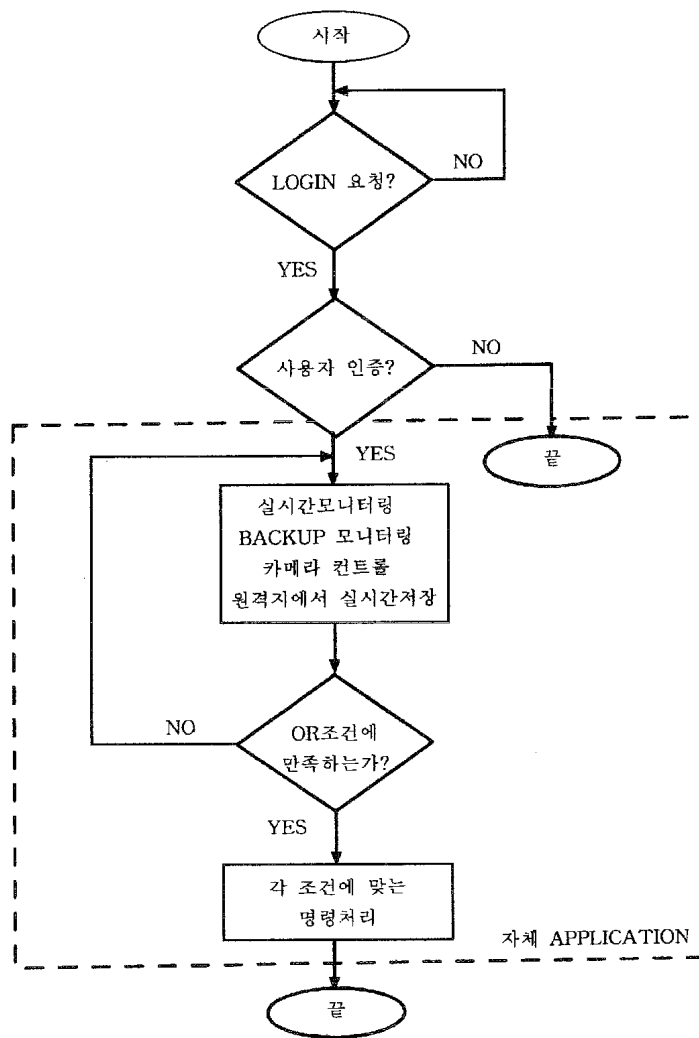 시작
NO
LOGIN 요청?
YES
NO
사용자 인증?
YES
끝
실시간모니터링
BACKUP 모니터링
카메라 컨트롤
원격지에서 실시간저장
NO
OR조건에
만족하는가?
YES
각 조건에 맞는
명령처리
자체 APPLICATION
끝